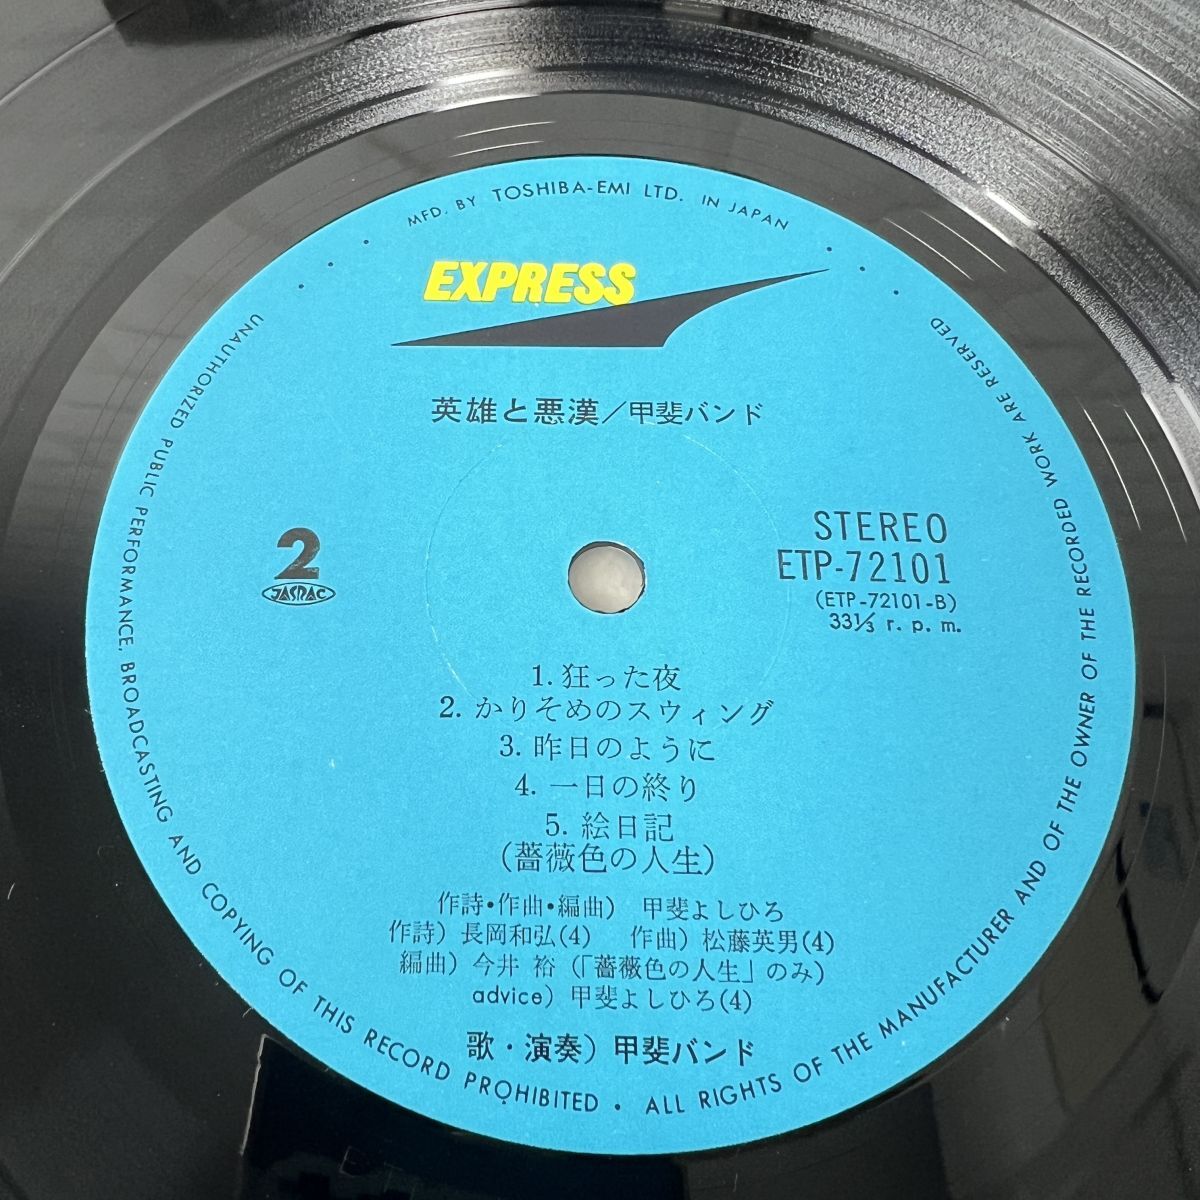 MFD. BY TOSHIBA-EMI LTD. IN JAPAN
EXPRESS
英雄と悪漢/甲斐バンド
2
JASRAC
STEREO
ETP-72101
(ETP-72101-B)
33⅓ r.p.m.
1. 狂った夜
2. かりそめのスウィング
3. 昨日のように
4. 一日の終り
5. 絵日記
(薔薇色の人生)
作詩・作曲・編曲) 甲斐よしひろ
作詩) 長岡和弘(4) 作曲) 松藤英男(4)
編曲) 今井 裕 (「薔薇色の人生」のみ)
advice) 甲斐よしひろ(4)
歌・演奏) 甲斐バンド
UNAUTHORIZED PUBLIC PERFORMANCE, BROADCASTING AND COPYING OF THIS RECORD PROHIBITED • ALL RIGHTS OF THE MANUFACTURER AND OF THE OWNER OF THE RECORDED WORK ARE RESERVED